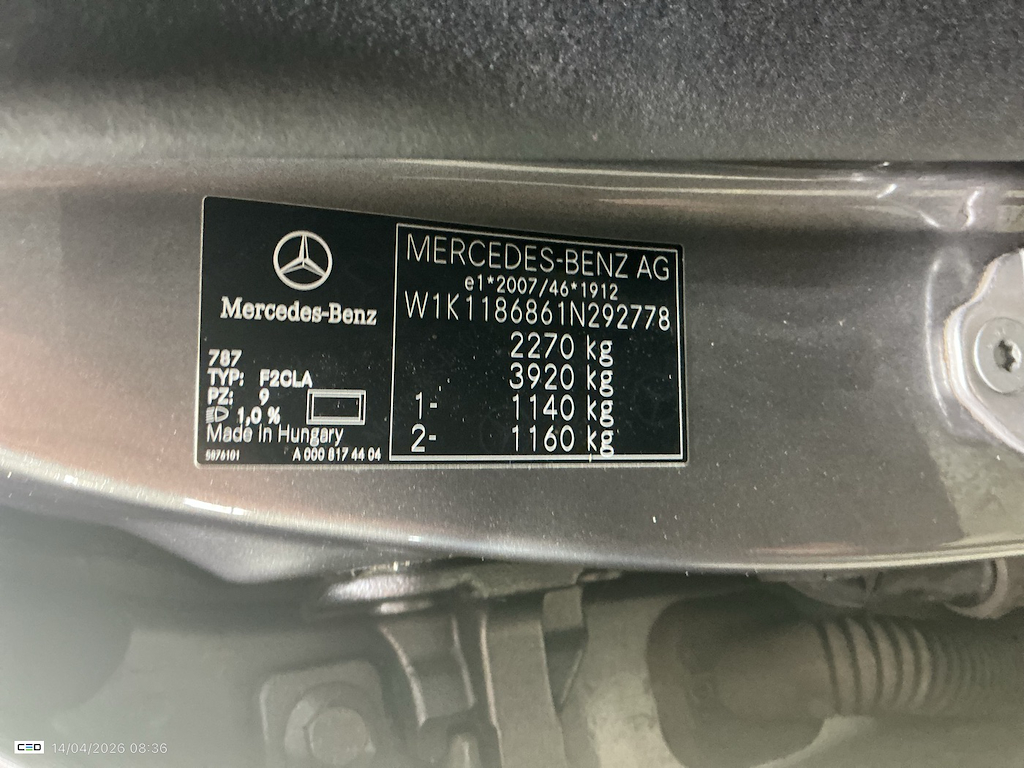 Mercedes-Benz
787
TYP: F2CLA
PZ: 9
1,0 %
Made in Hungary
5876101 A 000 817 44 04
MERCEDES-BENZ AG
e1*2007/46*1912
W1K1186861N292778
2270 kg
3920 kg
1- 1140 kg
2- 1160 kg
14/04/2026 08:36